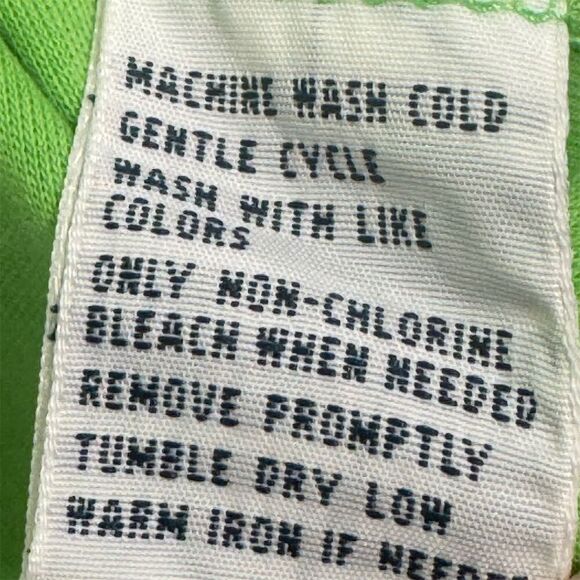 MACHINE WASH COLD
GENTLE CYCLE
WASH WITH LIKE
COLORS
ONLY NON-CHLORINE
BLEACH WHEN NEEDED
REMOVE PROMPTLY
TUMBLE DRY LOW
WARM IRON IF NEEDED